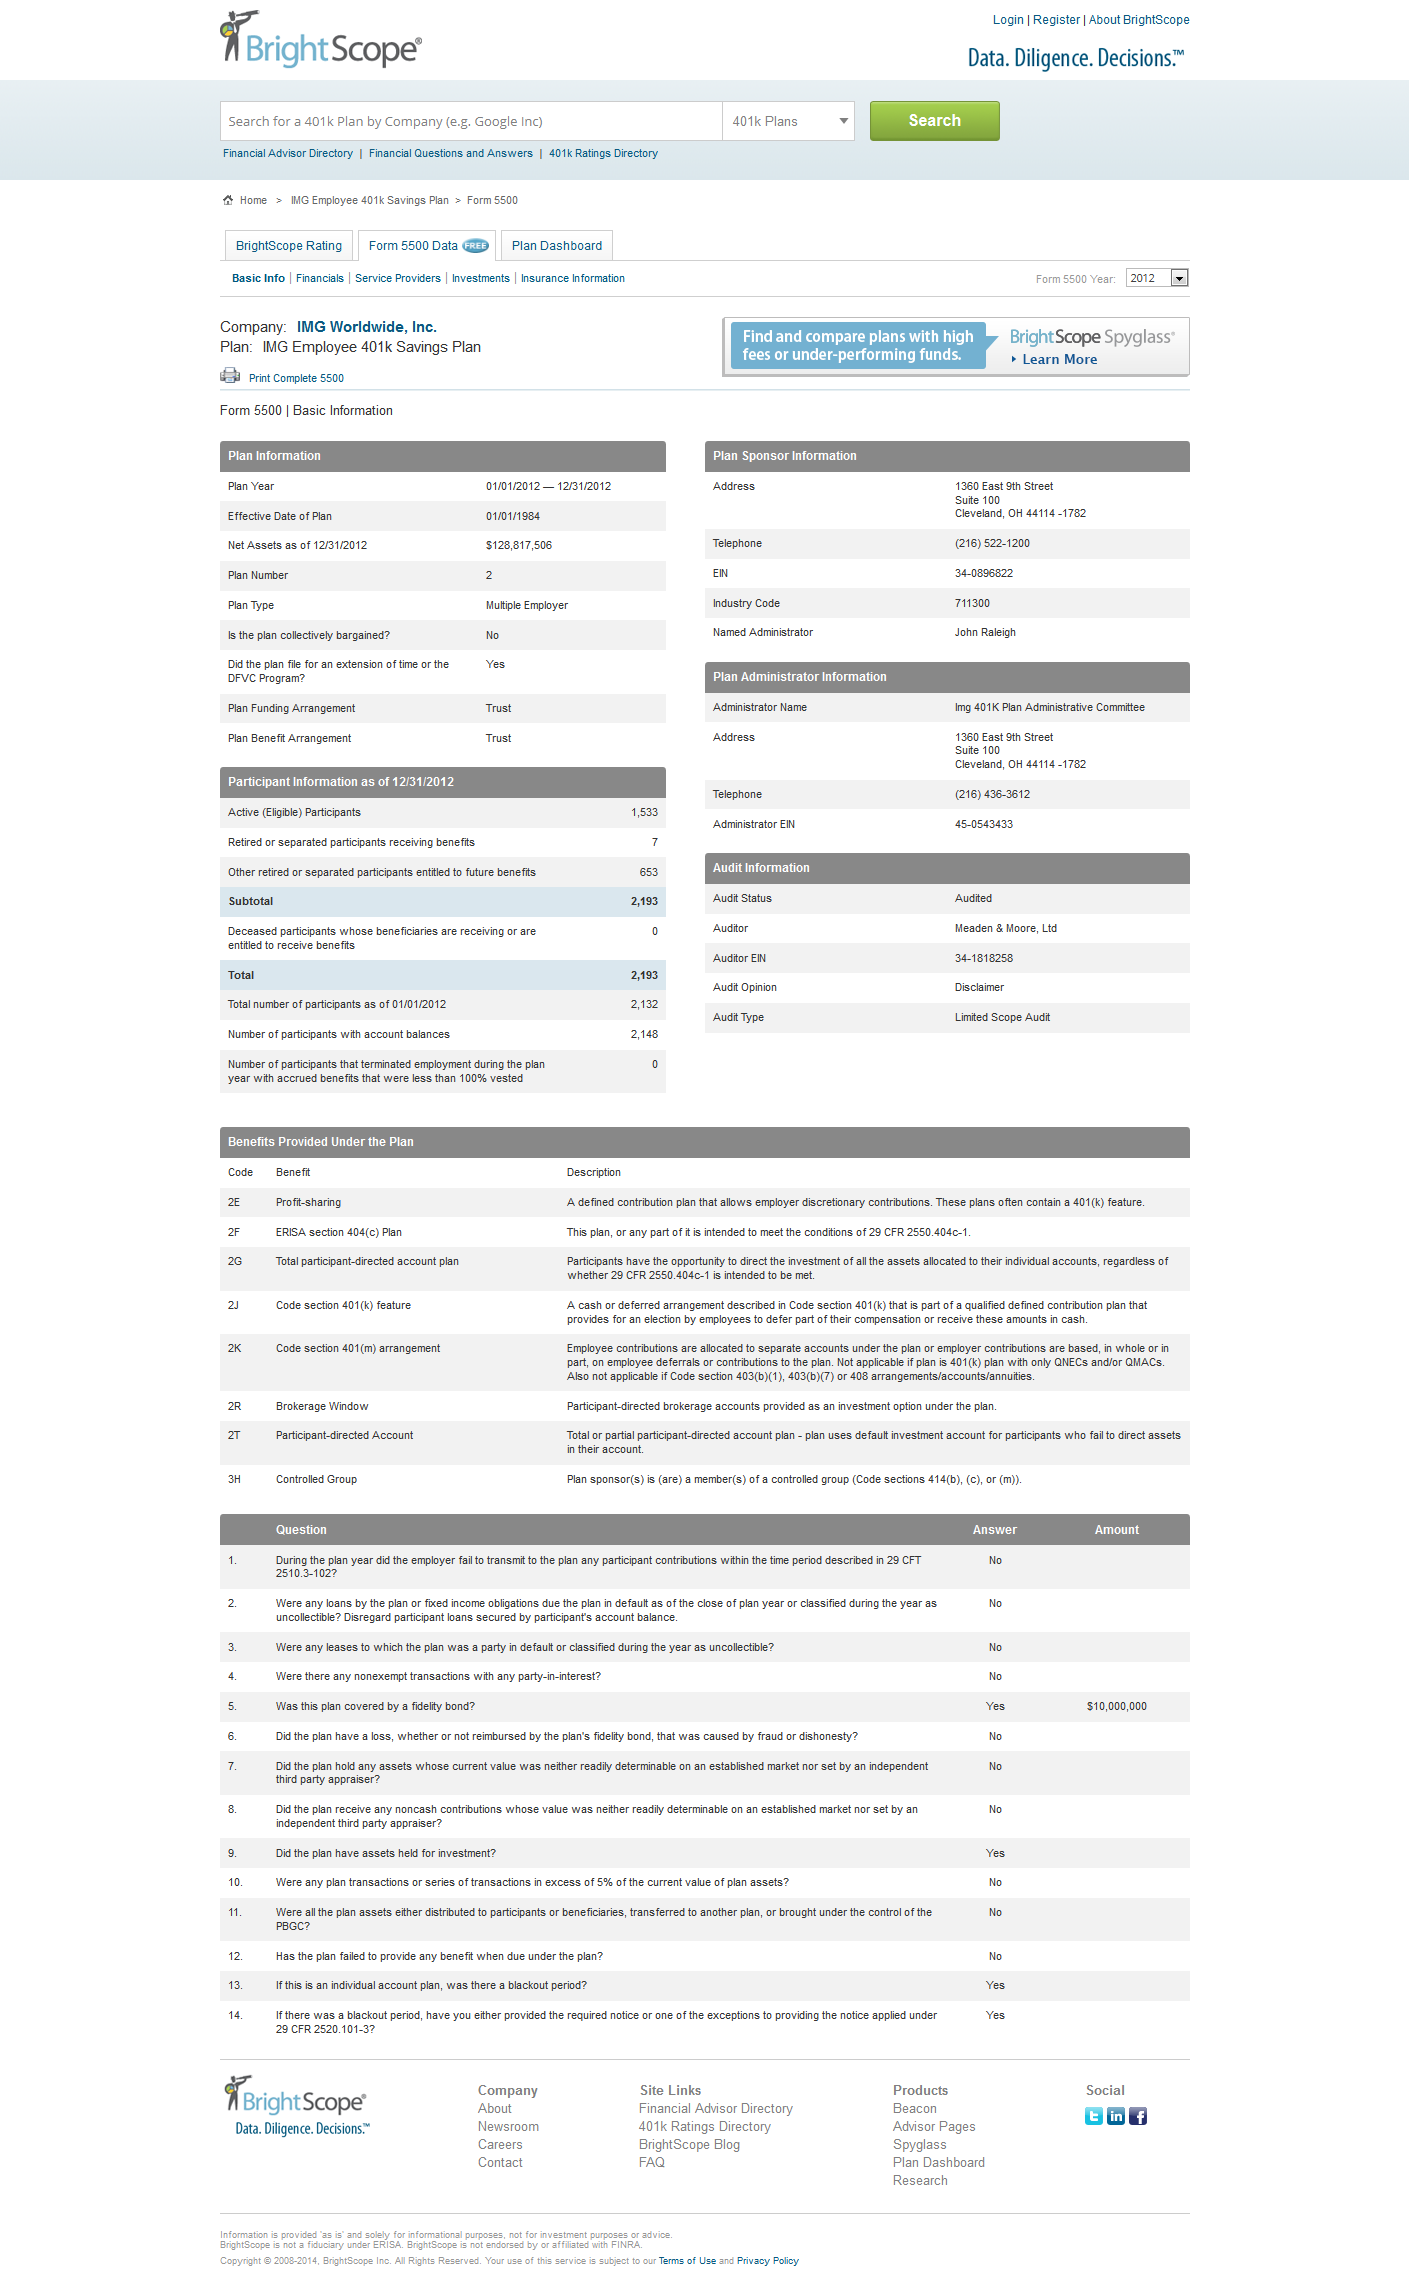 Login | Register | About BrightScope
BrightScope®
Data. Diligence. Decisions.™
Search for a 401k Plan by Company (e.g. Google Inc)
401k Plans
Search
Financial Advisor Directory | Financial Questions and Answers | 401k Ratings Directory
Home > IMG Employee 401k Savings Plan > Form 5500
BrightScope Rating
Form 5500 Data FREE
Plan Dashboard
Basic Info | Financials | Service Providers | Investments | Insurance Information
Form 5500 Year: 2012
Company: IMG Worldwide, Inc.
Plan: IMG Employee 401k Savings Plan
Print Complete 5500
Find and compare plans with high
fees or under-performing funds.
BrightScope Spyglass®
Learn More
Form 5500 | Basic Information
Plan Information
Plan Year 01/01/2012 — 12/31/2012
Effective Date of Plan 01/01/1984
Net Assets as of 12/31/2012 $128,817,506
Plan Number 2
Plan Type Multiple Employer
Is the plan collectively bargained? No
Did the plan file for an extension of time or the Yes
DFVC Program?
Plan Funding Arrangement Trust
Plan Benefit Arrangement Trust
Participant Information as of 12/31/2012
Active (Eligible) Participants 1,533
Retired or separated participants receiving benefits 7
Other retired or separated participants entitled to future benefits 653
Subtotal 2,193
Deceased participants whose beneficiaries are receiving or are 0
entitled to receive benefits
Total 2,193
Total number of participants as of 01/01/2012 2,132
Number of participants with account balances 2,148
Number of participants that terminated employment during the plan 0
year with accrued benefits that were less than 100% vested
Plan Sponsor Information
Address 1360 East 9th Street
Suite 100
Cleveland, OH 44114 -1782
Telephone (216) 522-1200
EIN 34-0896822
Industry Code 711300
Named Administrator John Raleigh
Plan Administrator Information
Administrator Name Img 401K Plan Administrative Committee
Address 1360 East 9th Street
Suite 100
Cleveland, OH 44114 -1782
Telephone (216) 436-3612
Administrator EIN 45-0543433
Audit Information
Audit Status Audited
Auditor Meaden & Moore, Ltd
Auditor EIN 34-1818258
Audit Opinion Disclaimer
Audit Type Limited Scope Audit
Benefits Provided Under the Plan
Code Benefit Description
2E Profit-sharing A defined contribution plan that allows employer discretionary contributions. These plans often contain a 401(k) feature.
2F ERISA section 404(c) Plan This plan, or any part of it is intended to meet the conditions of 29 CFR 2550.404c-1.
2G Total participant-directed account plan Participants have the opportunity to direct the investment of all the assets allocated to their individual accounts, regardless of
whether 29 CFR 2550.404c-1 is intended to be met.
2J Code section 401(k) feature A cash or deferred arrangement described in Code section 401(k) that is part of a qualified defined contribution plan that
provides for an election by employees to defer part of their compensation or receive these amounts in cash.
2K Code section 401(m) arrangement Employee contributions are allocated to separate accounts under the plan or employer contributions are based, in whole or in
part, on employee deferrals or contributions to the plan. Not applicable if plan is 401(k) plan with only QNECs and/or QMACs.
Also not applicable if Code section 403(b)(1), 403(b)(7) or 408 arrangements/accounts/annuities.
2R Brokerage Window Participant-directed brokerage accounts provided as an investment option under the plan.
2T Participant-directed Account Total or partial participant-directed account plan - plan uses default investment account for participants who fail to direct assets
in their account.
3H Controlled Group Plan sponsor(s) is (are) a member(s) of a controlled group (Code sections 414(b), (c), or (m)).
Question Answer Amount
1. During the plan year did the employer fail to transmit to the plan any participant contributions within the time period described in 29 CFT No
2510.3-102?
2. Were any loans by the plan or fixed income obligations due the plan in default as of the close of plan year or classified during the year as No
uncollectible? Disregard participant loans secured by participant's account balance.
3. Were any leases to which the plan was a party in default or classified during the year as uncollectible? No
4. Were there any nonexempt transactions with any party-in-interest? No
5. Was this plan covered by a fidelity bond? Yes $10,000,000
6. Did the plan have a loss, whether or not reimbursed by the plan's fidelity bond, that was caused by fraud or dishonesty? No
7. Did the plan hold any assets whose current value was neither readily determinable on an established market nor set by an independent No
third party appraiser?
8. Did the plan receive any noncash contributions whose value was neither readily determinable on an established market nor set by an No
independent third party appraiser?
9. Did the plan have assets held for investment? Yes
10. Were any plan transactions or series of transactions in excess of 5% of the current value of plan assets? No
11. Were all the plan assets either distributed to participants or beneficiaries, transferred to another plan, or brought under the control of the No
PBGC?
12. Has the plan failed to provide any benefit when due under the plan? No
13. If this is an individual account plan, was there a blackout period? Yes
14. If there was a blackout period, have you either provided the required notice or one of the exceptions to providing the notice applied under Yes
29 CFR 2520.101-3?
BrightScope®
Data. Diligence. Decisions.™
Company
About
Newsroom
Careers
Contact
Site Links
Financial Advisor Directory
401k Ratings Directory
BrightScope Blog
FAQ
Products
Beacon
Advisor Pages
Spyglass
Plan Dashboard
Research
Social
Information is provided 'as is' and solely for informational purposes, not for investment purposes or advice.
BrightScope is not a fiduciary under ERISA. BrightScope is not endorsed by or affiliated with FINRA.
Copyright © 2008-2014, BrightScope Inc. All Rights Reserved. Your use of this service is subject to our Terms of Use and Privacy Policy